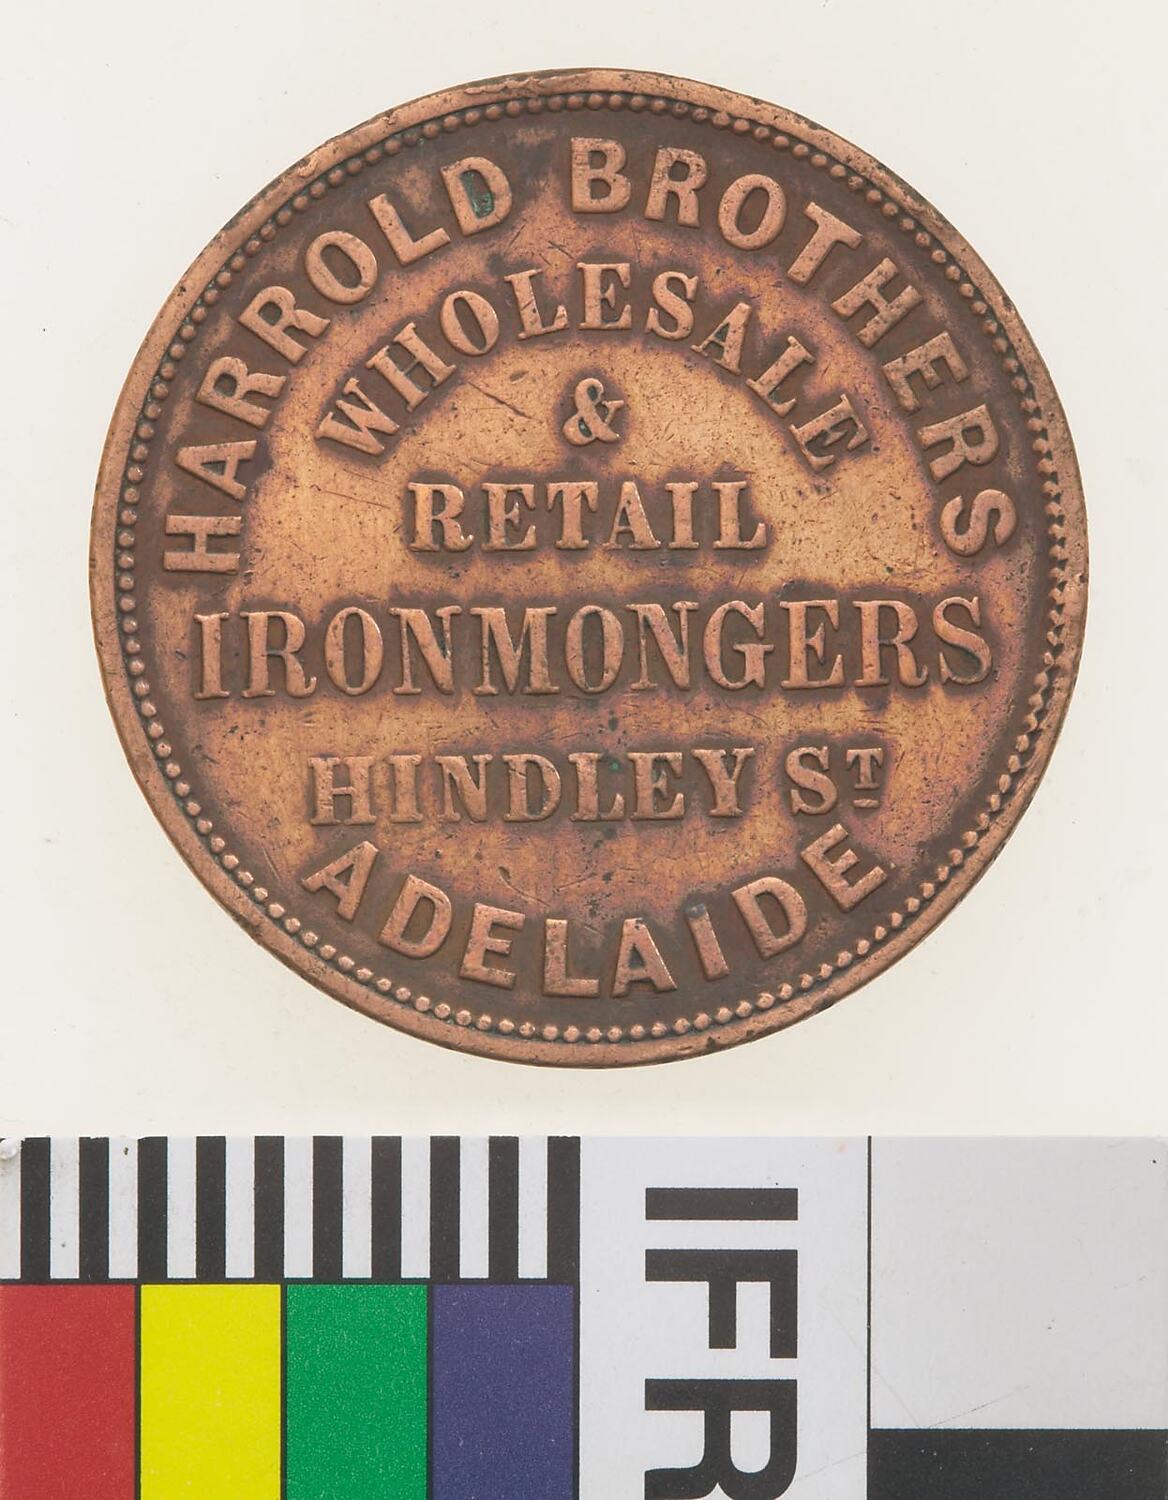 HARROLD BROTHERS
WHOLESALE
&
RETAIL
IRONMONGERS
HINDLEY ST
ADELAIDE
IFR